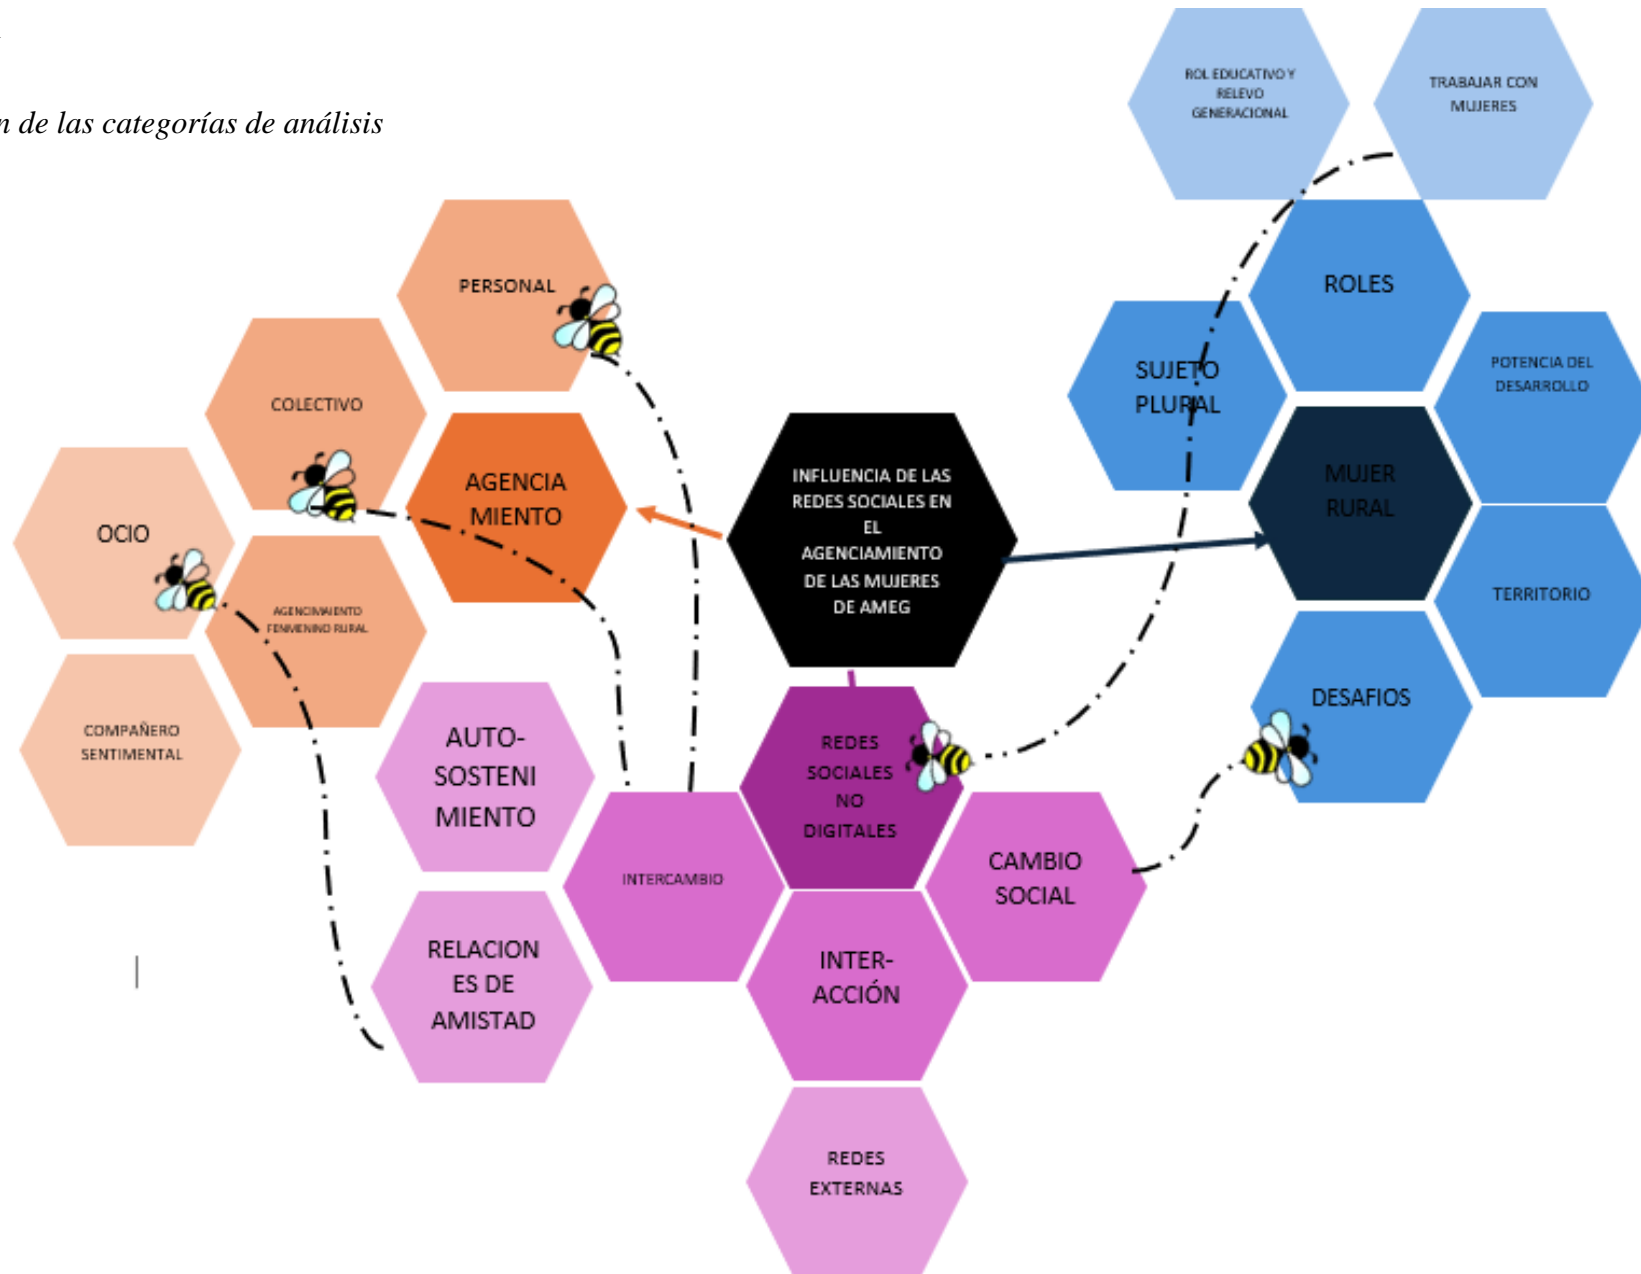 n de las categorías de análisis
ROL EDUCATIVO Y
RELEVO
GENERACIONAL
TRABAJAR CON
MUJERES
PERSONAL
ROLES
COLECTIVO
SUJETO
PLURAL
POTENCIA DEL
DESARROLLO
AGENCIA
MIENTO
INFLUENCIA DE LAS
REDES SOCIALES EN
EL
AGENCIAMIENTO
DE LAS MUJERES
DE AMEG
MUJER
RURAL
OCIO
AGENCIMAIENTO
FENMENINO RURAL
TERRITORIO
COMPAÑERO
SENTIMENTAL
AUTO-
SOSTENI
MIENTO
REDES
SOCIALES
NO
DIGITALES
DESAFIOS
INTERCAMBIO
CAMBIO
SOCIAL
RELACION
ES DE
AMISTAD
INTER-
ACCIÓN
REDES
EXTERNAS